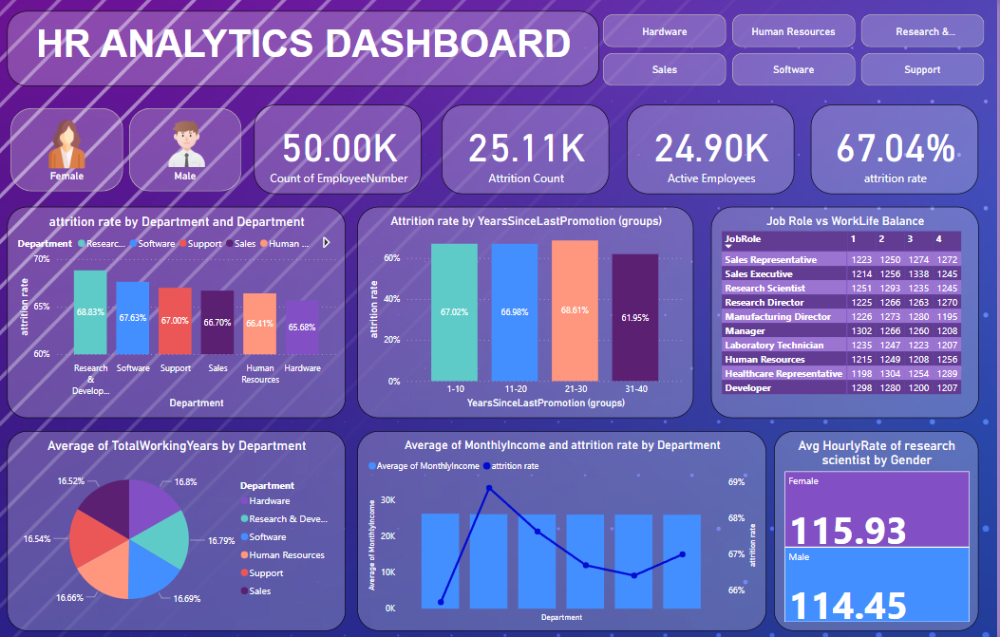 HR ANALYTICS DASHBOARD
Hardware
Human Resources
Research &...
Sales
Software
Support
Female
Male
50.00K
Count of EmployeeNumber
25.11K
Attrition Count
24.90K
Active Employees
67.04%
attrition rate
attrition rate by Department and Department
Department Researc... Software Support Sales Human ...
70%
65%
60%
attrition rate
68.83%
67.63%
67.00%
66.70%
66.41%
65.68%
Research & Develop...
Software
Support
Sales
Human Resources
Hardware
Department
Attrition rate by YearsSinceLastPromotion (groups)
60%
40%
20%
0%
attrition rate
67.02%
66.98%
68.61%
61.95%
1-10
11-20
21-30
31-40
YearsSinceLastPromotion (groups)
Job Role vs WorkLife Balance
JobRole 1 2 3 4
Sales Representative 1223 1250 1274 1272
Sales Executive 1214 1256 1338 1245
Research Scientist 1251 1293 1235 1245
Research Director 1225 1266 1263 1270
Manufacturing Director 1226 1273 1280 1195
Manager 1302 1266 1260 1208
Laboratory Technician 1235 1247 1223 1207
Human Resources 1215 1249 1208 1256
Healthcare Representative 1198 1304 1254 1289
Developer 1298 1280 1200 1207
Average of TotalWorkingYears by Department
16.52%
16.8%
16.54%
16.79%
16.66%
16.69%
Department
Hardware
Research & Deve...
Software
Human Resources
Support
Sales
Average of MonthlyIncome and attrition rate by Department
Average of MonthlyIncome attrition rate
30K
20K
10K
0K
Average of MonthlyIncome
69%
68%
67%
66%
attrition rate
Department
Avg HourlyRate of research
scientist by Gender
Female
115.93
Male
114.45